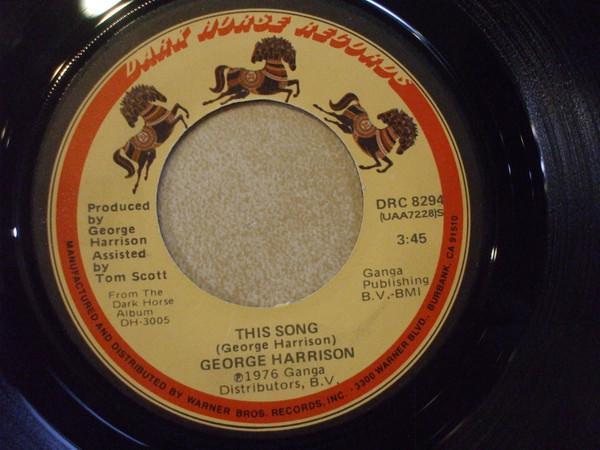 DARK HORSE RECORDS
Produced
by
George
Harrison
Assisted
by
Tom Scott
From The
Dark Horse
Album
DH-3005
DRC 8294
(UAA7228)S
3:45
Ganga
Publishing
B.V.-BMI
THIS SONG
(George Harrison)
GEORGE HARRISON
℗1976 Ganga
Distributors, B.V.
MANUFACTURED AND DISTRIBUTED BY WARNER BROS. RECORDS, INC. · 3300 WARNER BLVD., BURBANK, CA 91510